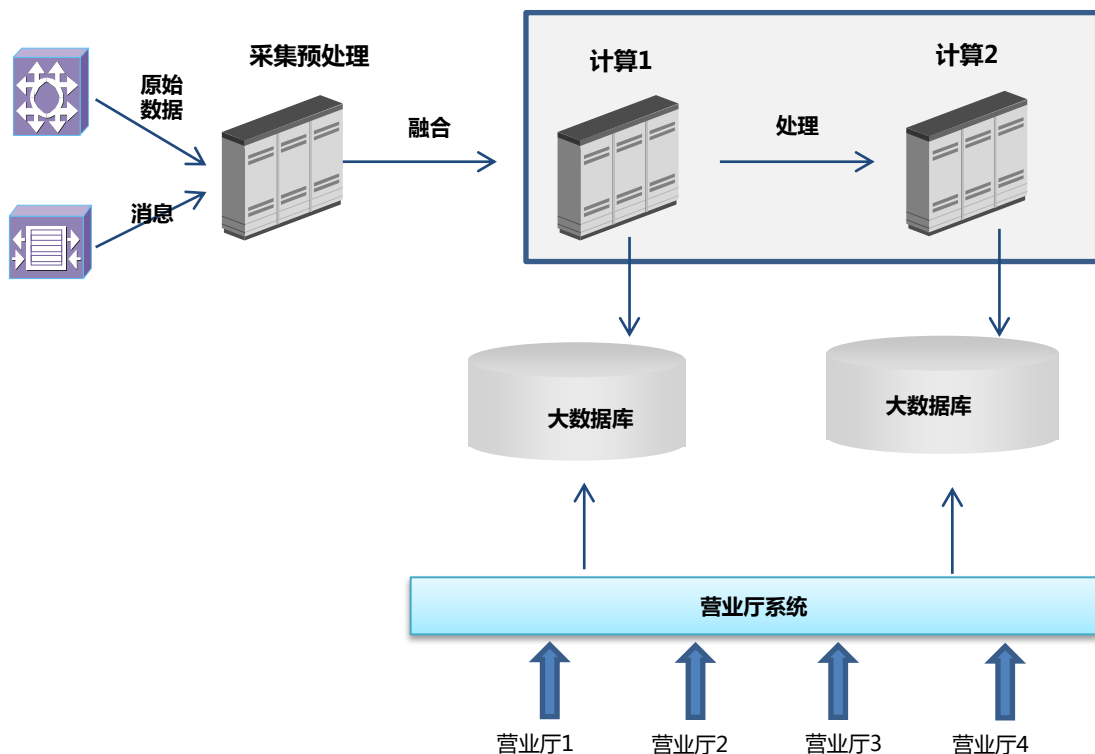 采集预处理
计算1
计算2
原始
数据
融合
处理
消息
大数据库
大数据库
营业厅系统
营业厅1
营业厅2
营业厅3
营业厅4